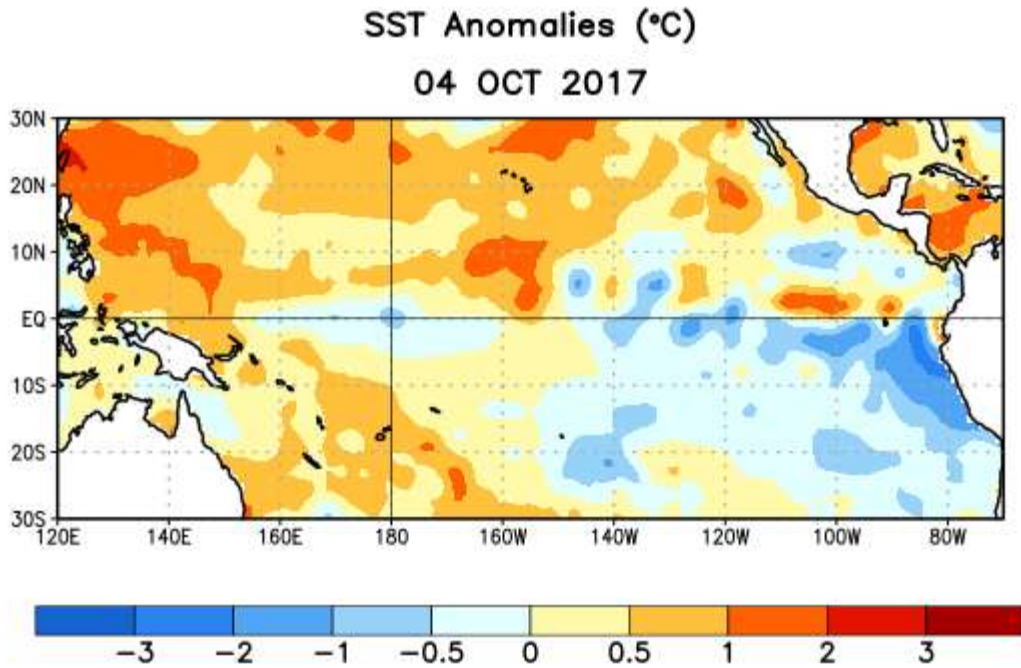 SST Anomalies (°C)
04 OCT 2017
30N
20N
10N
EQ
10S
20S
30S
120E 140E 160E 180 160W 140W 120W 100W 80W
-3 -2 -1 -0.5 0 0.5 1 2 3